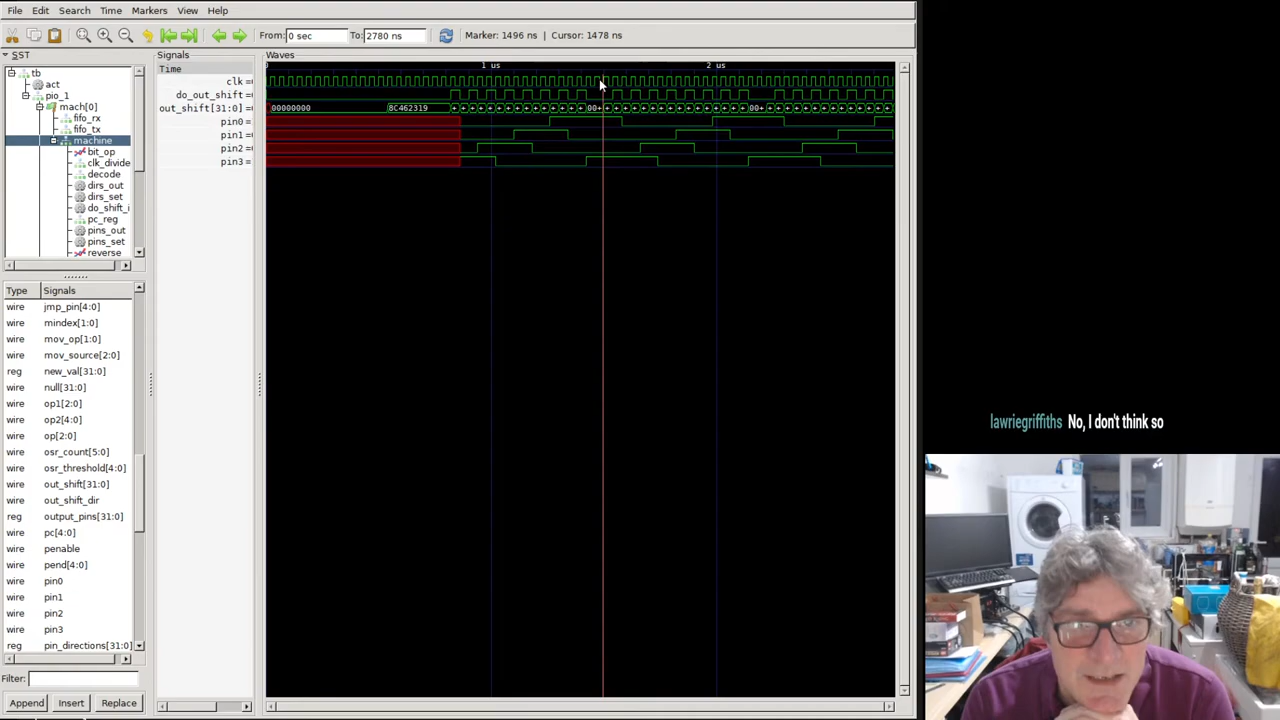 File Edit Search Time Markers View Help
From: 0 sec To: 2780 ns Marker: 1496 ns | Cursor: 1478 ns
SST
tb
act
pio_1
mach[0]
fifo_rx
fifo_tx
machine
bit_op
clk_divide
decode
dirs_out
dirs_set
do_shift_i
pc_reg
pins_out
pins_set
reverse
Type Signals
wire jmp_pin[4:0]
wire mindex[1:0]
wire mov_op[1:0]
wire mov_source[2:0]
reg new_val[31:0]
wire null[31:0]
wire op1[2:0]
wire op2[4:0]
wire op[2:0]
wire osr_count[5:0]
wire osr_threshold[4:0]
wire out_shift[31:0]
wire out_shift_dir
reg output_pins[31:0]
wire pc[4:0]
wire penable
wire pend[4:0]
wire pin0
wire pin1
wire pin2
wire pin3
reg pin_directions[31:0]
Filter:
Append Insert Replace
Signals
Time
clk =
do_out_shift =
out_shift[31:0] =
pin0 =
pin1 =
pin2 =
pin3 =
Waves
1 us 2 us
00000000 8C462319 00+ 00+
lawriegriffiths No, I don't think so